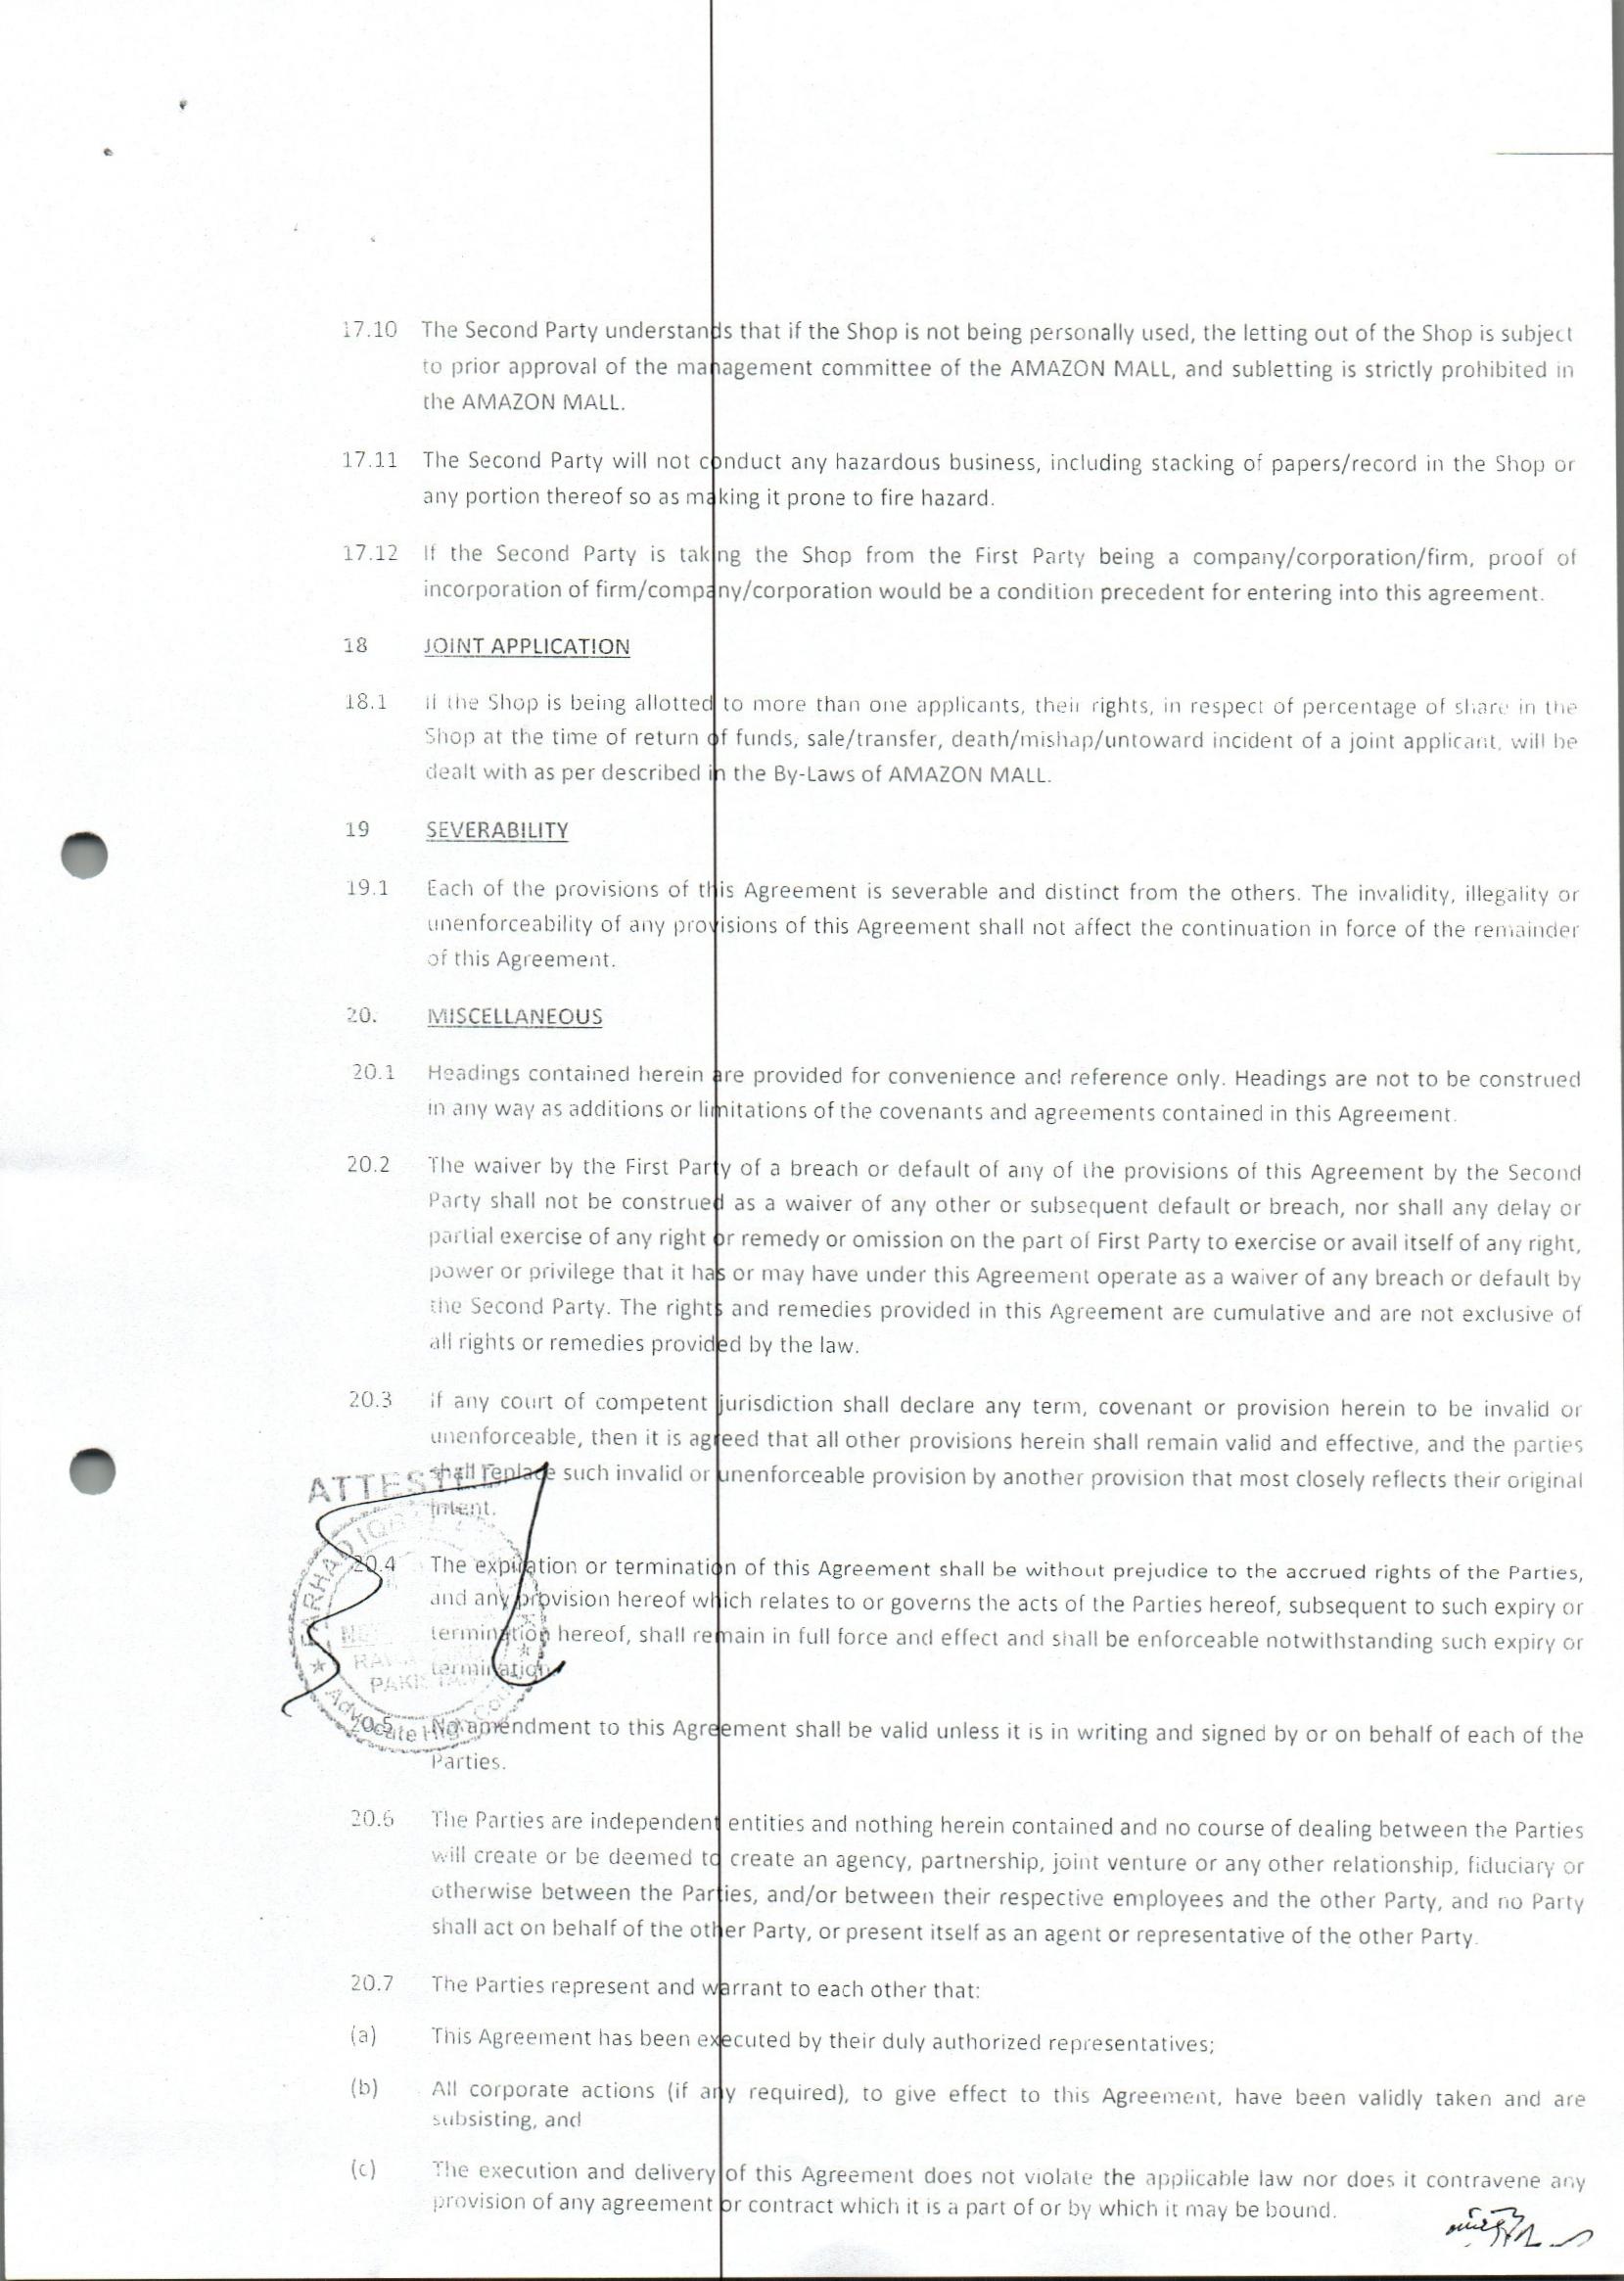 17.10 The Second Party understands that if the Shop is not being personally used, the letting out of the Shop is subject
to prior approval of the management committee of the AMAZON MALL, and subletting is strictly prohibited in
the AMAZON MALL.
17.11 The Second Party will not conduct any hazardous business, including stacking of papers/record in the Shop or
any portion thereof so as making it prone to fire hazard.
17.12 If the Second Party is taking the Shop from the First Party being a company/corporation/firm, proof of
incorporation of firm/company/corporation would be a condition precedent for entering into this agreement.
18 JOINT APPLICATION
18.1 If the Shop is being allotted to more than one applicants, their rights, in respect of percentage of share in the
Shop at the time of return of funds, sale/transfer, death/mishap/untoward incident of a joint applicant, will be
dealt with as per described in the By-Laws of AMAZON MALL.
19 SEVERABILITY
19.1 Each of the provisions of this Agreement is severable and distinct from the others. The invalidity, illegality or
unenforceability of any provisions of this Agreement shall not affect the continuation in force of the remainder
of this Agreement.
20. MISCELLANEOUS
20.1 Headings contained herein are provided for convenience and reference only. Headings are not to be construed
in any way as additions or limitations of the covenants and agreements contained in this Agreement.
20.2 The waiver by the First Party of a breach or default of any of the provisions of this Agreement by the Second
Party shall not be construed as a waiver of any other or subsequent default or breach, nor shall any delay or
partial exercise of any right or remedy or omission on the part of First Party to exercise or avail itself of any right,
power or privilege that it has or may have under this Agreement operate as a waiver of any breach or default by
the Second Party. The rights and remedies provided in this Agreement are cumulative and are not exclusive of
all rights or remedies provided by the law.
20.3 If any court of competent jurisdiction shall declare any term, covenant or provision herein to be invalid or
unenforceable, then it is agreed that all other provisions herein shall remain valid and effective, and the parties
shall replace such invalid or unenforceable provision by another provision that most closely reflects their original
intent.
ATTESTED
20.4 The expiration or termination of this Agreement shall be without prejudice to the accrued rights of the Parties,
and any provision hereof which relates to or governs the acts of the Parties hereof, subsequent to such expiry or
termination hereof, shall remain in full force and effect and shall be enforceable notwithstanding such expiry or
termination.
PAKISTAN
Advocate High Court
20.5 No amendment to this Agreement shall be valid unless it is in writing and signed by or on behalf of each of the
Parties.
20.6 The Parties are independent entities and nothing herein contained and no course of dealing between the Parties
will create or be deemed to create an agency, partnership, joint venture or any other relationship, fiduciary or
otherwise between the Parties, and/or between their respective employees and the other Party, and no Party
shall act on behalf of the other Party, or present itself as an agent or representative of the other Party.
20.7 The Parties represent and warrant to each other that:
(a) This Agreement has been executed by their duly authorized representatives;
(b) All corporate actions (if any required), to give effect to this Agreement, have been validly taken and are
subsisting, and
(c) The execution and delivery of this Agreement does not violate the applicable law nor does it contravene any
provision of any agreement or contract which it is a part of or by which it may be bound.